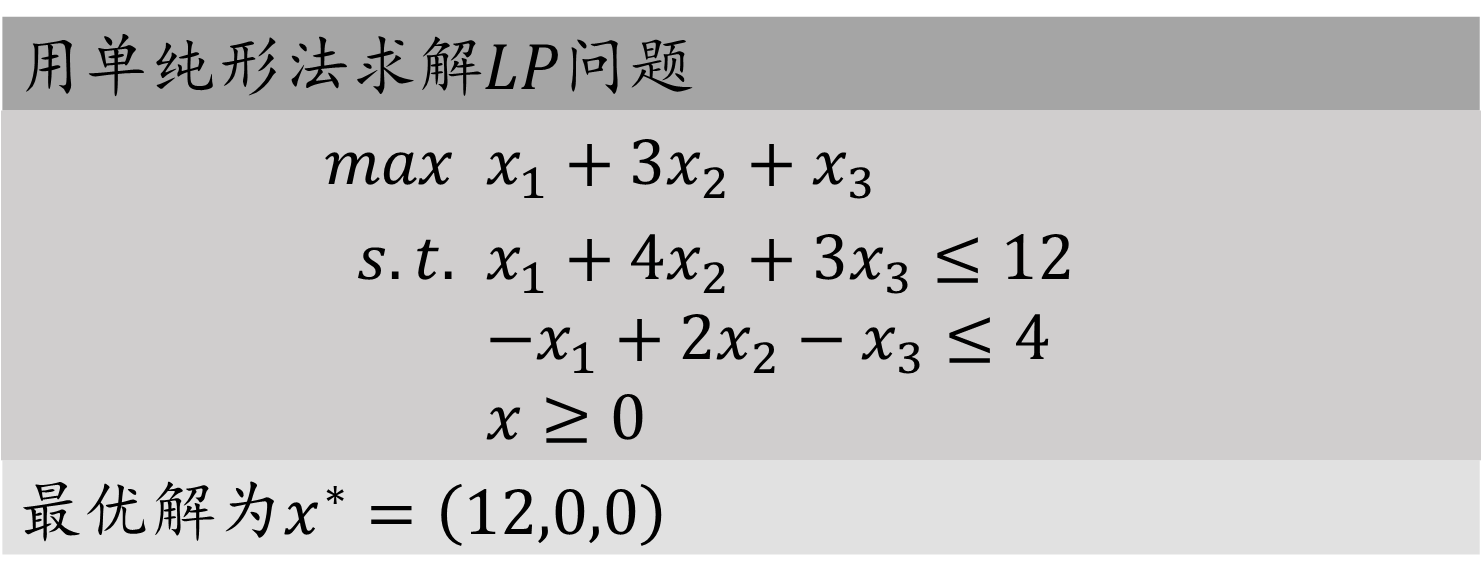 用单纯形法求解LP问题
max x₁ + 3x₂ + x₃
s.t. x₁ + 4x₂ + 3x₃ ≤ 12
−x₁ + 2x₂ − x₃ ≤ 4
x ≥ 0
最优解为x* = (12,0,0)